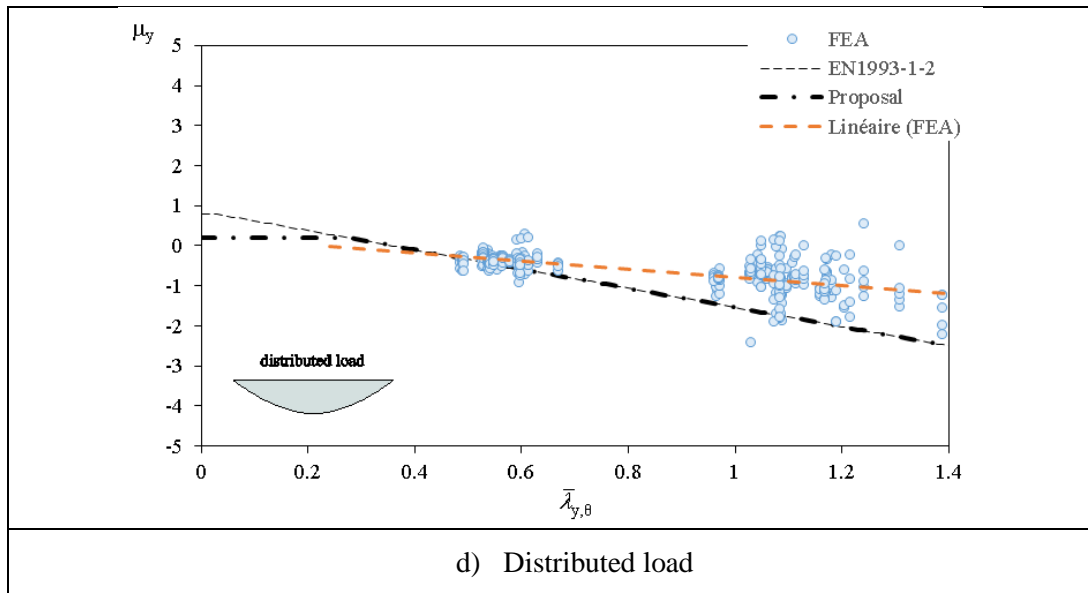 μy
5
4
3
2
1
0
-1
-2
-3
-4
-5
0
0.2
0.4
0.6
0.8
1
1.2
1.4
λ̅y,θ
FEA
EN1993-1-2
Proposal
Linéaire (FEA)
distributed load
d) Distributed load